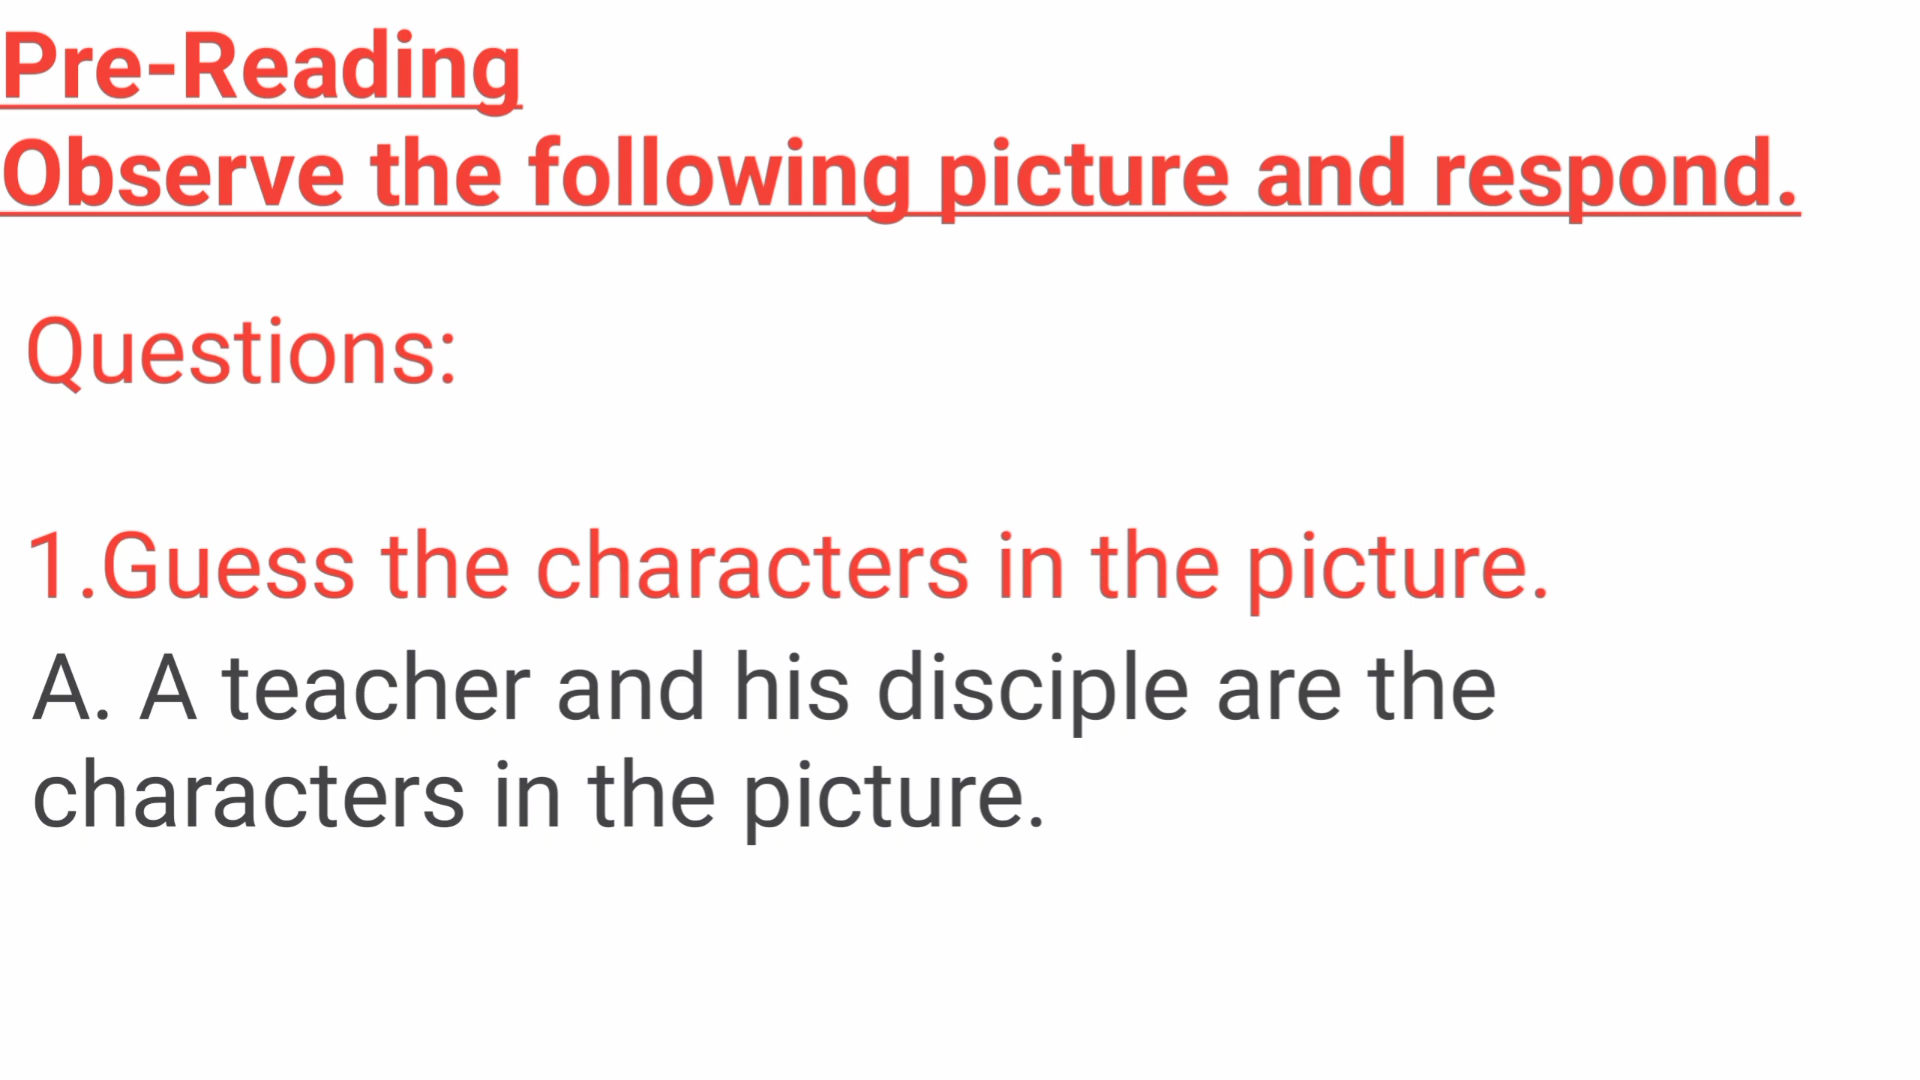 Pre-Reading
Observe the following picture and respond.
Questions:
1.Guess the characters in the picture.
A. A teacher and his disciple are the
characters in the picture.